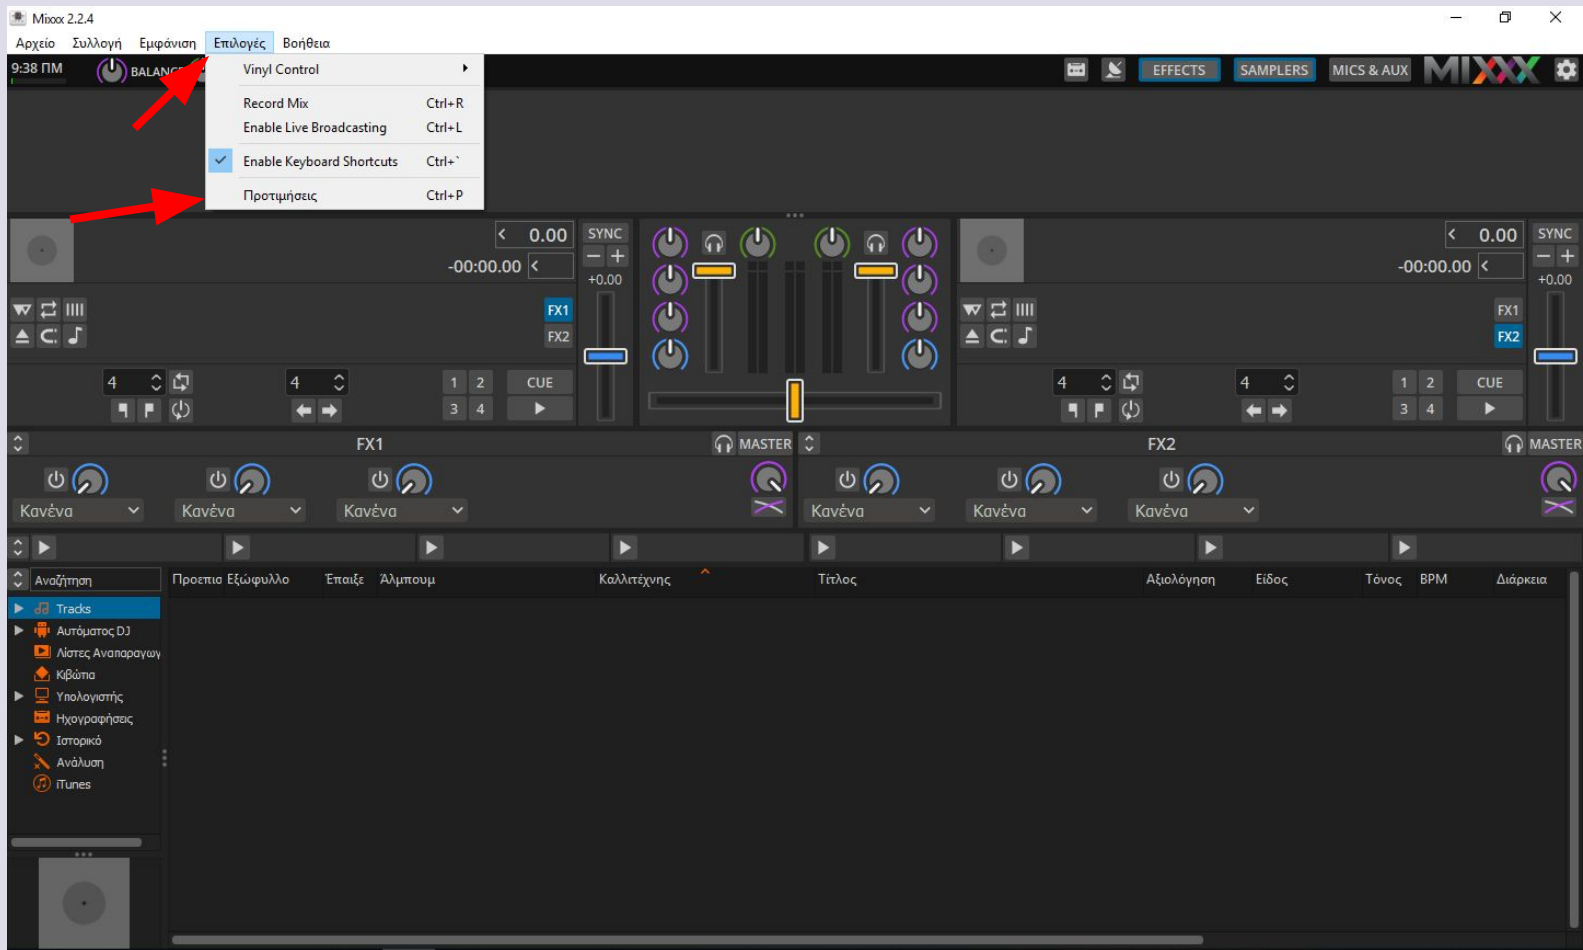 Mixxx 2.2.4
Αρχείο Συλλογή Εμφάνιση Επιλογές Βοήθεια
9:38 ΠΜ
EFFECTS SAMPLERS MICS & AUX MIXXX
Vinyl Control
Record Mix Ctrl+R
Enable Live Broadcasting Ctrl+L
Enable Keyboard Shortcuts Ctrl+`
Προτιμήσεις Ctrl+P
0.00 SYNC
-00:00.00
+0.00
FX1
FX2
4 4 1 2 CUE
3 4
0.00 SYNC
-00:00.00
+0.00
FX1
FX2
4 4 1 2 CUE
3 4
FX1 MASTER FX2 MASTER
Κανένα Κανένα Κανένα Κανένα Κανένα Κανένα
Αναζήτηση Προεπισ Εξώφυλλο Έπαιξε Άλμπουμ Καλλιτέχνης Τίτλος Αξιολόγηση Είδος Τόνος BPM Διάρκεια
Tracks
Αυτόματος DJ
Λίστες Αναπαραγωγ
Κιβώτια
Υπολογιστής
Ηχογραφήσεις
Ιστορικό
Ανάλυση
iTunes